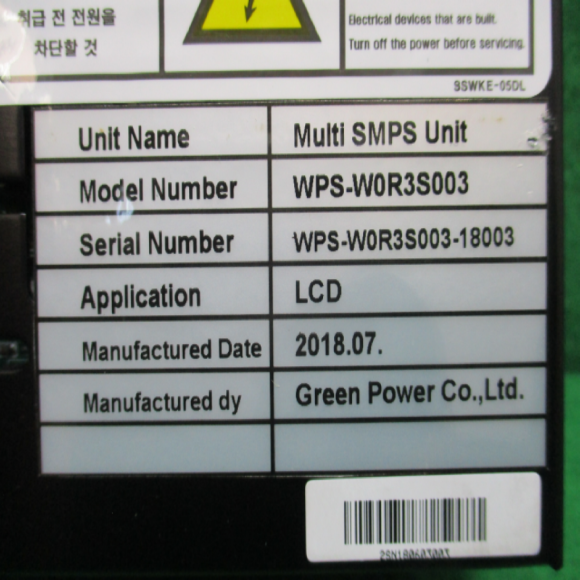 취급 전 전원을
차단할 것
Electrical devices that are built.
Turn off the power before servicing.
SSWKE-05DL
Unit Name Multi SMPS Unit
Model Number WPS-W0R3S003
Serial Number WPS-W0R3S003-18003
Application LCD
Manufactured Date 2018.07.
Manufactured dy Green Power Co.,Ltd.
2SN180603003